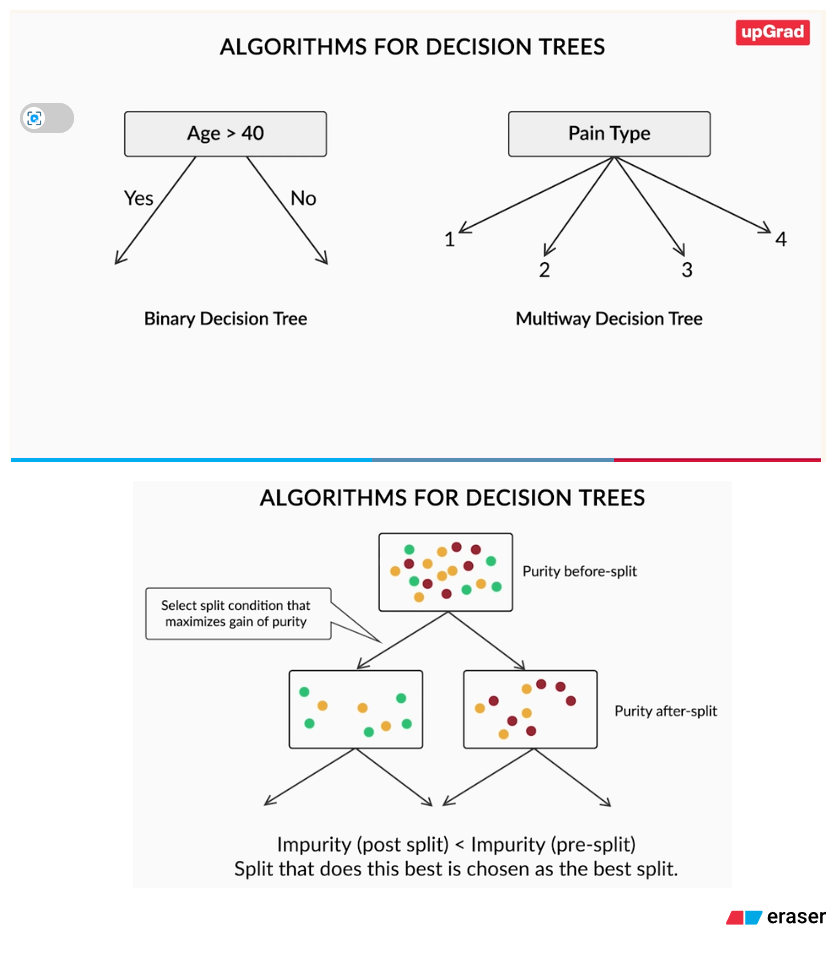 upGrad
ALGORITHMS FOR DECISION TREES
Age > 40
Pain Type
Yes
No
1
2
3
4
Binary Decision Tree
Multiway Decision Tree
ALGORITHMS FOR DECISION TREES
Purity before-split
Select split condition that
maximizes gain of purity
Purity after-split
Impurity (post split) < Impurity (pre-split)
Split that does this best is chosen as the best split.
eraser